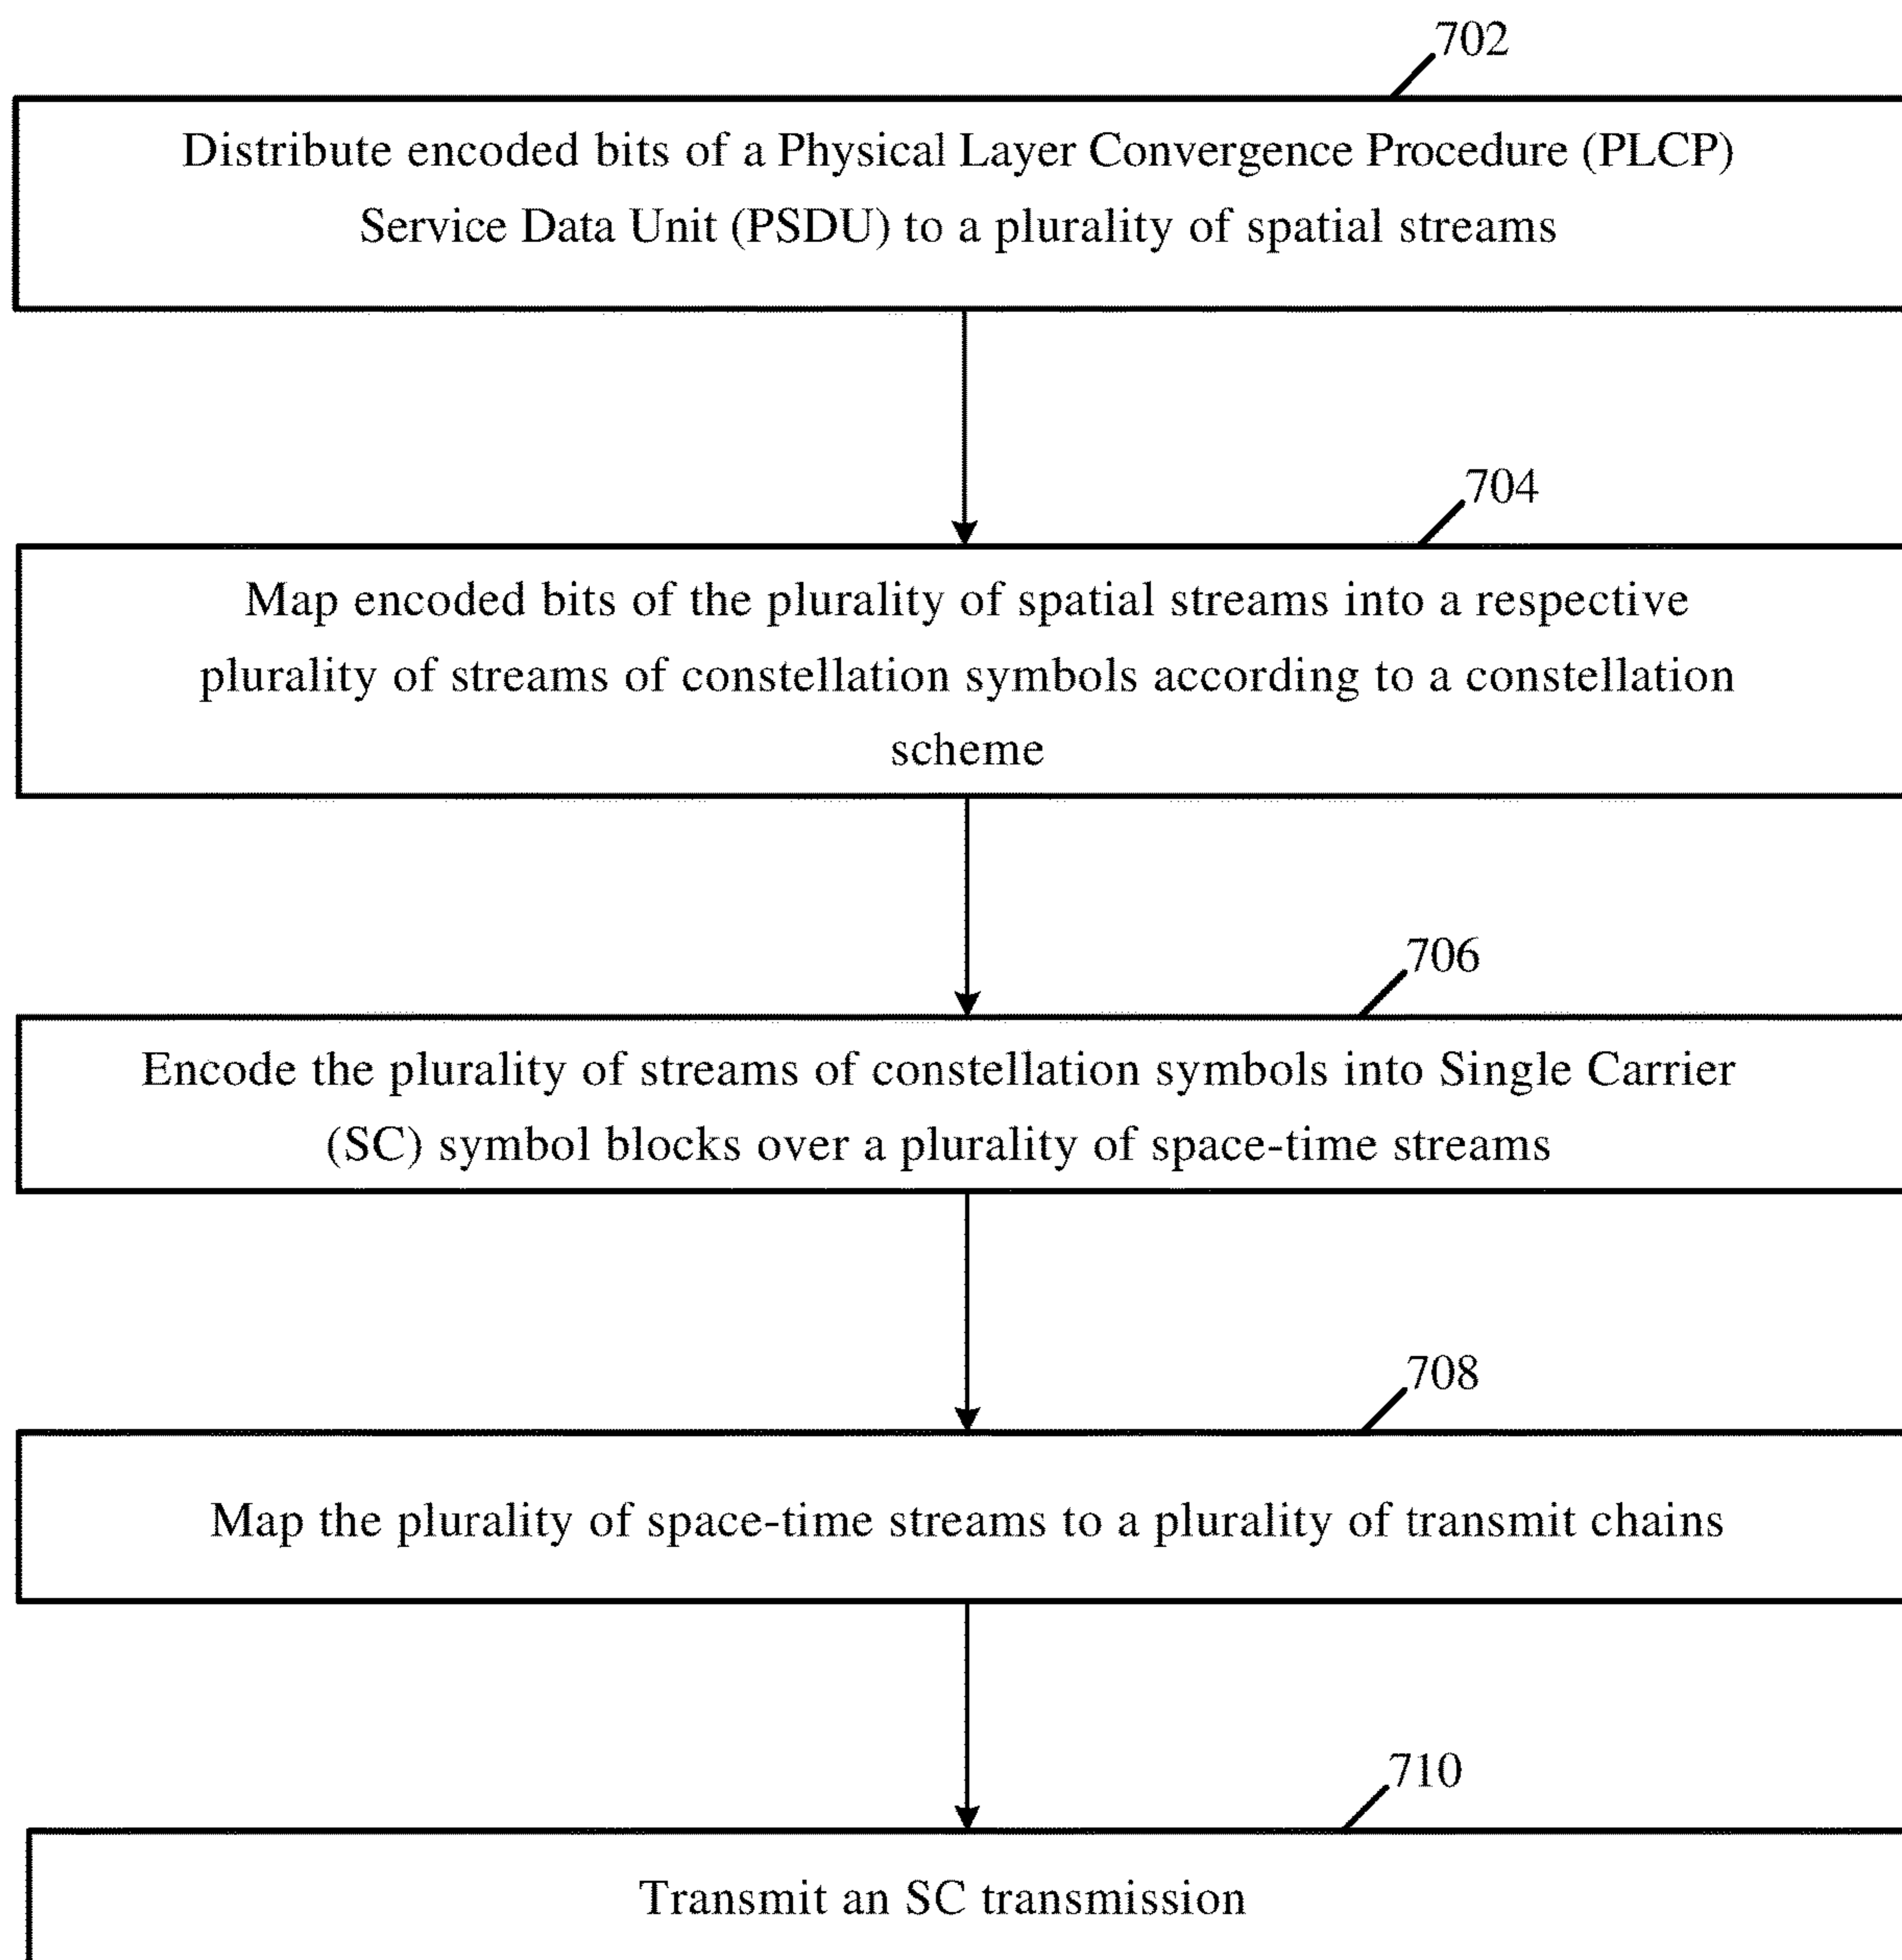 702
Distribute encoded bits of a Physical Layer Convergence Procedure (PLCP)
Service Data Unit (PSDU) to a plurality of spatial streams
704
Map encoded bits of the plurality of spatial streams into a respective
plurality of streams of constellation symbols according to a constellation
scheme
706
Encode the plurality of streams of constellation symbols into Single Carrier
(SC) symbol blocks over a plurality of space-time streams
708
Map the plurality of space-time streams to a plurality of transmit chains
710
Transmit an SC transmission